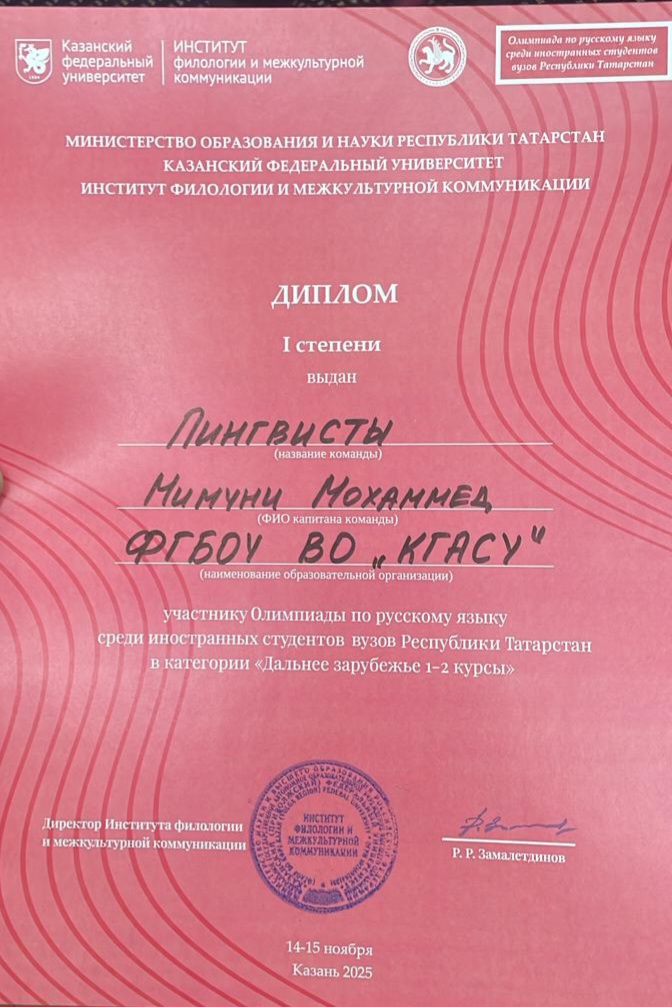 Казанский
федеральный
университет
ИНСТИТУТ
филологии и межкультурной
коммуникации
Олимпиада по русскому языку
среди иностранных студентов
вузов Республики Татарстан
МИНИСТЕРСТВО ОБРАЗОВАНИЯ И НАУКИ РЕСПУБЛИКИ ТАТАРСТАН
КАЗАНСКИЙ ФЕДЕРАЛЬНЫЙ УНИВЕРСИТЕТ
ИНСТИТУТ ФИЛОЛОГИИ И МЕЖКУЛЬТУРНОЙ КОММУНИКАЦИИ
ДИПЛОМ
I степени
выдан
Лингвисты
(название команды)
Мимуни Мохаммед
(ФИО капитана команды)
ФГБОУ ВО „КГАСУ"
(наименование образовательной организации)
участнику Олимпиады по русскому языку
среди иностранных студентов вузов Республики Татарстан
в категории «Дальнее зарубежье 1–2 курсы»
Директор Института филологии
и межкультурной коммуникации
ИНСТИТУТ
ФИЛОЛОГИИ И
МЕЖКУЛЬТУРНОЙ
КОММУНИКАЦИИ
Р. Р. Замалетдинов
14-15 ноября
Казань 2025